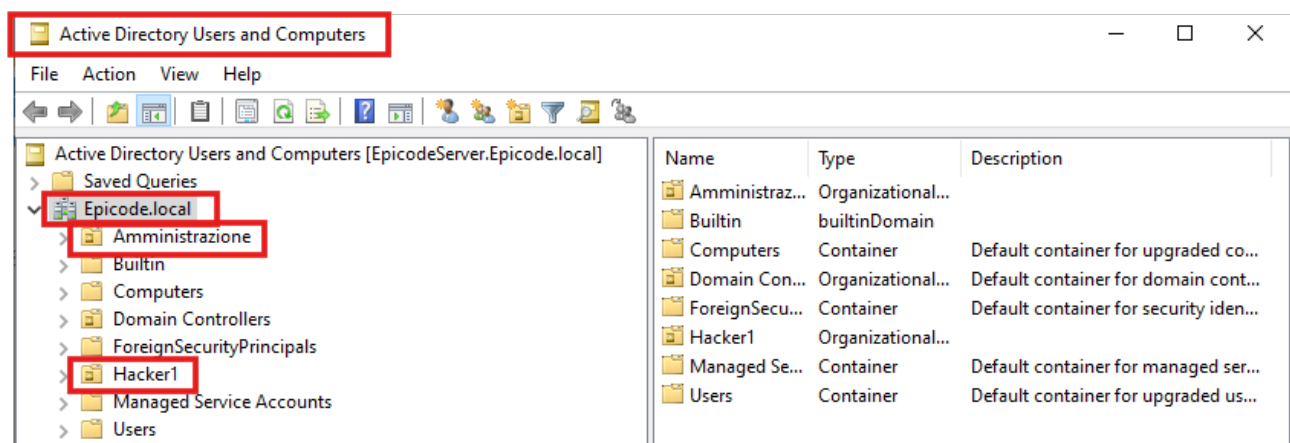 Active Directory Users and Computers
File Action View Help
Active Directory Users and Computers [EpicodeServer.Epicode.local]
Saved Queries
Epicode.local
Amministrazione
Builtin
Computers
Domain Controllers
ForeignSecurityPrincipals
Hacker1
Managed Service Accounts
Users
Name Type Description
Amministraz... Organizational...
Builtin builtinDomain
Computers Container Default container for upgraded co...
Domain Con... Organizational... Default container for domain cont...
ForeignSecu... Container Default container for security iden...
Hacker1 Organizational...
Managed Se... Container Default container for managed ser...
Users Container Default container for upgraded us...